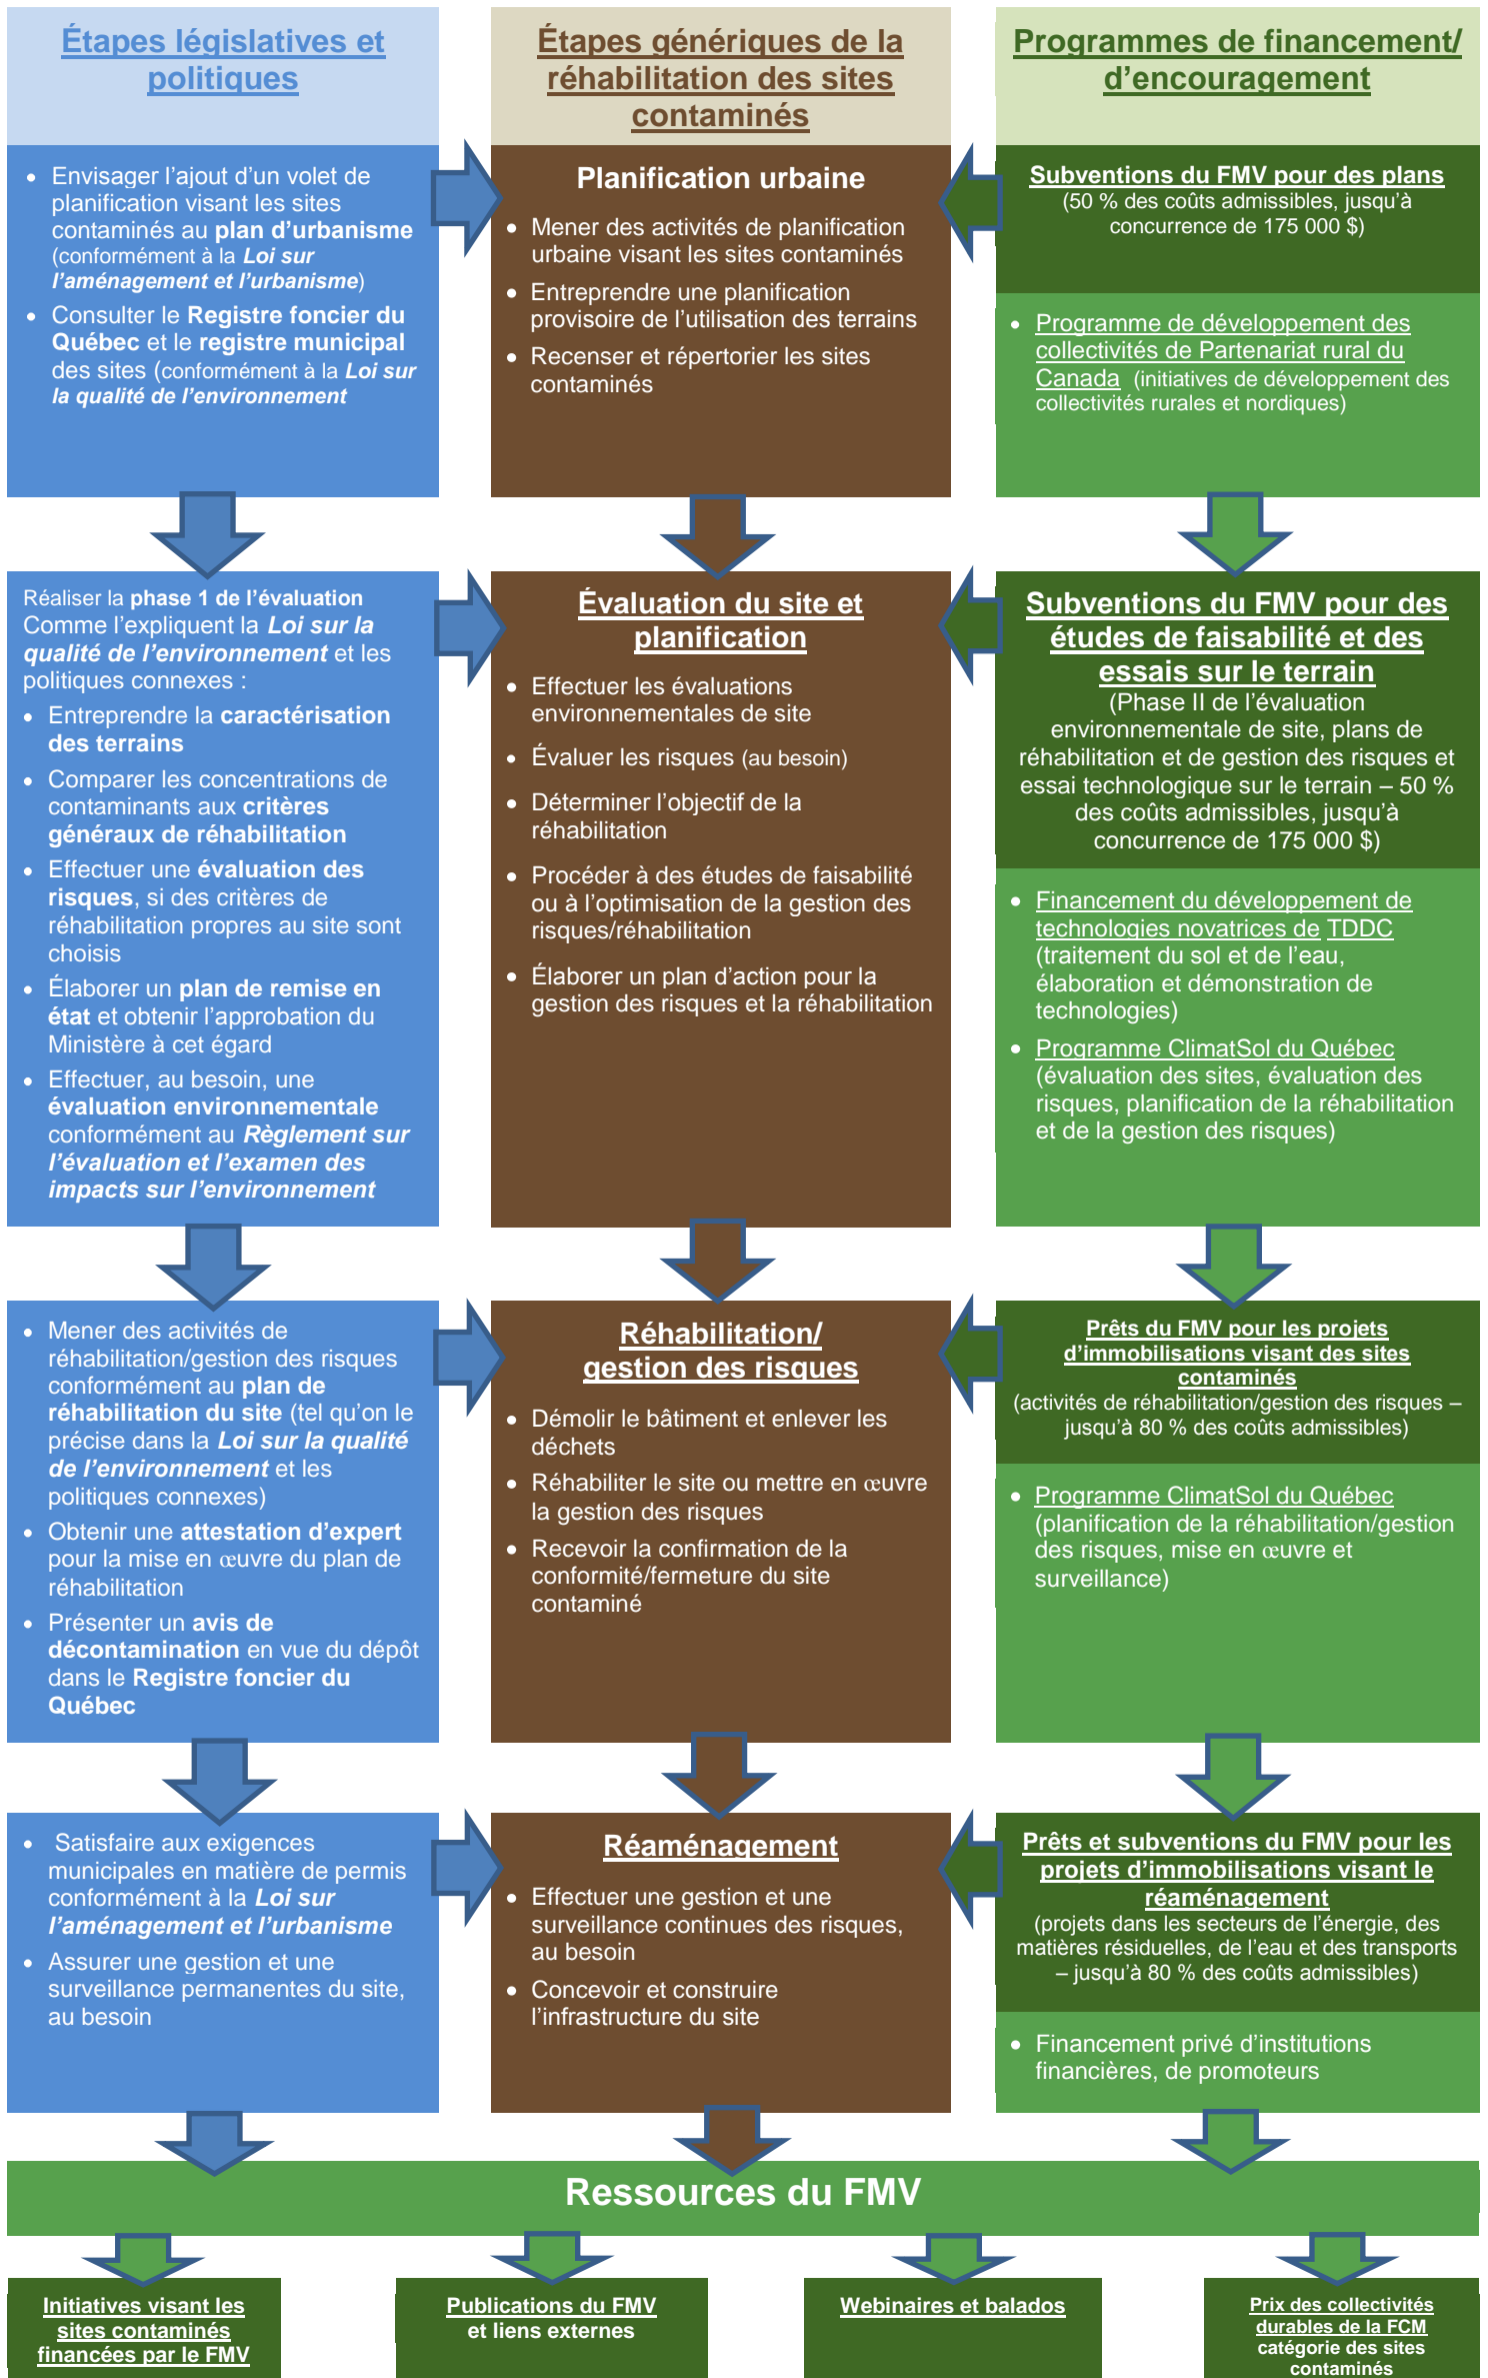 Étapes législatives et
politiques
Étapes génériques de la
réhabilitation des sites
contaminés
Programmes de financement/
d’encouragement
• Envisager l’ajout d’un volet de
planification visant les sites
contaminés au plan d’urbanisme
(conformément à la Loi sur
l’aménagement et l’urbanisme)
• Consulter le Registre foncier du
Québec et le registre municipal
des sites (conformément à la Loi sur
la qualité de l’environnement
Planification urbaine
• Mener des activités de planification
urbaine visant les sites contaminés
• Entreprendre une planification
provisoire de l’utilisation des terrains
• Recenser et répertorier les sites
contaminés
Subventions du FMV pour des plans
(50 % des coûts admissibles, jusqu’à
concurrence de 175 000 $)
• Programme de développement des
collectivités de Partenariat rural du
Canada (initiatives de développement des
collectivités rurales et nordiques)
Réaliser la phase 1 de l’évaluation
Comme l’expliquent la Loi sur la
qualité de l’environnement et les
politiques connexes :
• Entreprendre la caractérisation
des terrains
• Comparer les concentrations de
contaminants aux critères
généraux de réhabilitation
• Effectuer une évaluation des
risques, si des critères de
réhabilitation propres au site sont
choisis
• Élaborer un plan de remise en
état et obtenir l’approbation du
Ministère à cet égard
• Effectuer, au besoin, une
évaluation environnementale
conformément au Règlement sur
l’évaluation et l’examen des
impacts sur l’environnement
Évaluation du site et
planification
• Effectuer les évaluations
environnementales de site
• Évaluer les risques (au besoin)
• Déterminer l’objectif de la
réhabilitation
• Procéder à des études de faisabilité
ou à l’optimisation de la gestion des
risques/réhabilitation
• Élaborer un plan d’action pour la
gestion des risques et la réhabilitation
Subventions du FMV pour des
études de faisabilité et des
essais sur le terrain
(Phase II de l’évaluation
environnementale de site, plans de
réhabilitation et de gestion des risques et
essai technologique sur le terrain – 50 %
des coûts admissibles, jusqu’à
concurrence de 175 000 $)
• Financement du développement de
technologies novatrices de TDDC
(traitement du sol et de l’eau,
élaboration et démonstration de
technologies)
• Programme ClimatSol du Québec
(évaluation des sites, évaluation des
risques, planification de la réhabilitation
et de la gestion des risques)
• Mener des activités de
réhabilitation/gestion des risques
conformément au plan de
réhabilitation du site (tel qu’on le
précise dans la Loi sur la qualité
de l’environnement et les
politiques connexes)
• Obtenir une attestation d’expert
pour la mise en œuvre du plan de
réhabilitation
• Présenter un avis de
décontamination en vue du dépôt
dans le Registre foncier du
Québec
Réhabilitation/
gestion des risques
• Démolir le bâtiment et enlever les
déchets
• Réhabiliter le site ou mettre en œuvre
la gestion des risques
• Recevoir la confirmation de la
conformité/fermeture du site
contaminé
Prêts du FMV pour les projets
d’immobilisations visant des sites
contaminés
(activités de réhabilitation/gestion des risques –
jusqu’à 80 % des coûts admissibles)
• Programme ClimatSol du Québec
(planification de la réhabilitation/gestion
des risques, mise en œuvre et
surveillance)
• Satisfaire aux exigences
municipales en matière de permis
conformément à la Loi sur
l’aménagement et l’urbanisme
• Assurer une gestion et une
surveillance permanentes du site,
au besoin
Réaménagement
• Effectuer une gestion et une
surveillance continues des risques,
au besoin
• Concevoir et construire
l’infrastructure du site
Prêts et subventions du FMV pour les
projets d’immobilisations visant le
réaménagement
(projets dans les secteurs de l’énergie, des
matières résiduelles, de l’eau et des transports
– jusqu’à 80 % des coûts admissibles)
• Financement privé d’institutions
financières, de promoteurs
Ressources du FMV
Initiatives visant les
sites contaminés
financées par le FMV
Publications du FMV
et liens externes
Webinaires et balados
Prix des collectivités
durables de la FCM
catégorie des sites
contaminés